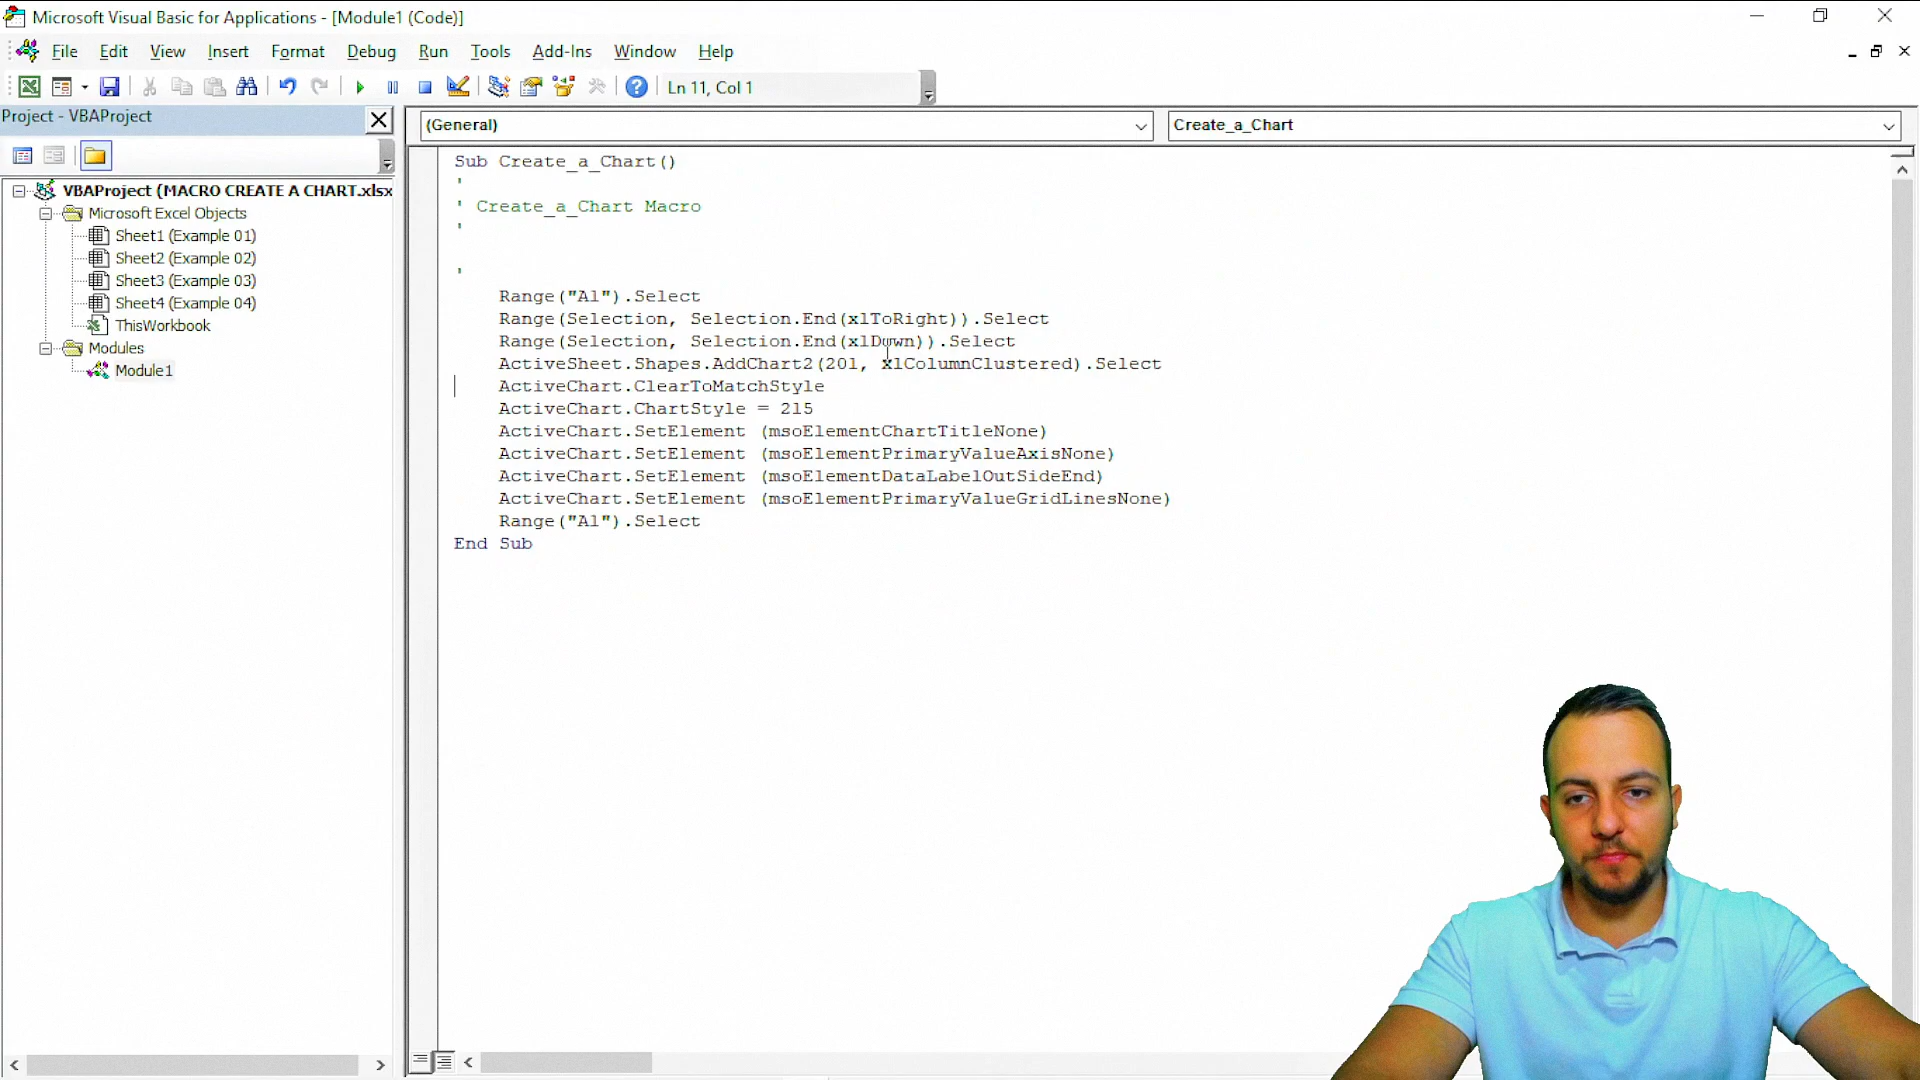 Microsoft Visual Basic for Applications - [Module1 (Code)]
File Edit View Insert Format Debug Run Tools Add-Ins Window Help
Ln 11, Col 1
Project - VBAProject
(General)
Create_a_Chart
VBAProject (MACRO CREATE A CHART.xlsx
Microsoft Excel Objects
Sheet1 (Example 01)
Sheet2 (Example 02)
Sheet3 (Example 03)
Sheet4 (Example 04)
ThisWorkbook
Modules
Module1
Sub Create_a_Chart()
'
' Create_a_Chart Macro
'
'
Range("A1").Select
Range(Selection, Selection.End(xlToRight)).Select
Range(Selection, Selection.End(xlDown)).Select
ActiveSheet.Shapes.AddChart2(201, xlColumnClustered).Select
ActiveChart.ClearToMatchStyle
ActiveChart.ChartStyle = 215
ActiveChart.SetElement (msoElementChartTitleNone)
ActiveChart.SetElement (msoElementPrimaryValueAxisNone)
ActiveChart.SetElement (msoElementDataLabelOutSideEnd)
ActiveChart.SetElement (msoElementPrimaryValueGridLinesNone)
Range("A1").Select
End Sub